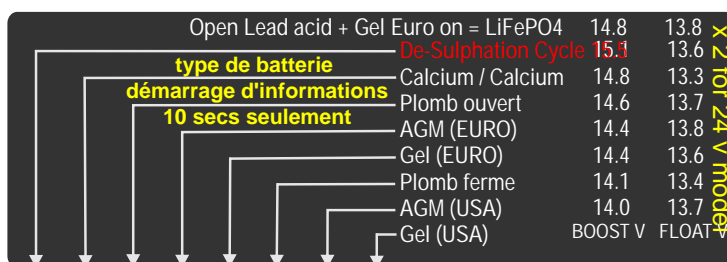 Open Lead acid + Gel Euro on = LiFePO4 14.8 13.8
De-Sulphation Cycle 15.5 15.1 13.6
type de batterie
Calcium / Calcium 14.8 13.3
démarrage d'informations
Plomb ouvert 14.6 13.7
10 secs seulement
AGM (EURO) 14.4 13.8
Gel (EURO) 14.4 13.6
Plomb ferme 14.1 13.4
AGM (USA) 14.0 13.7
Gel (USA) BOOST V FLOAT V
x 2 for 24 v model